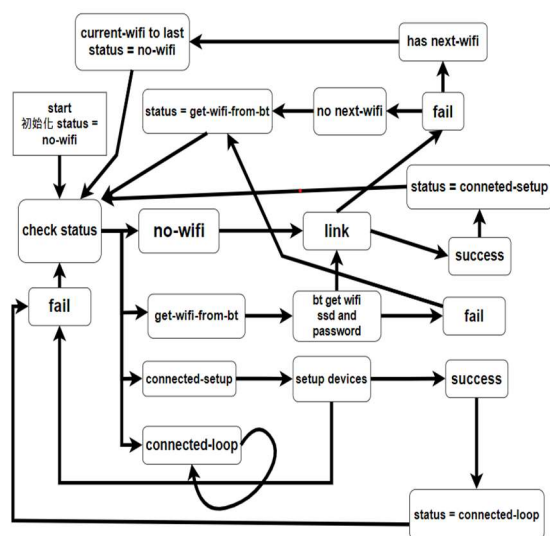 current-wifi to last
status = no-wifi
has next-wifi
start
初始化 status =
no-wifi
status = get-wifi-from-bt
no next-wifi
fail
status = conneted-setup
check status
no-wifi
link
success
fail
get-wifi-from-bt
bt get wifi
ssd and
password
fail
connected-setup
setup devices
success
connected-loop
status = connected-loop